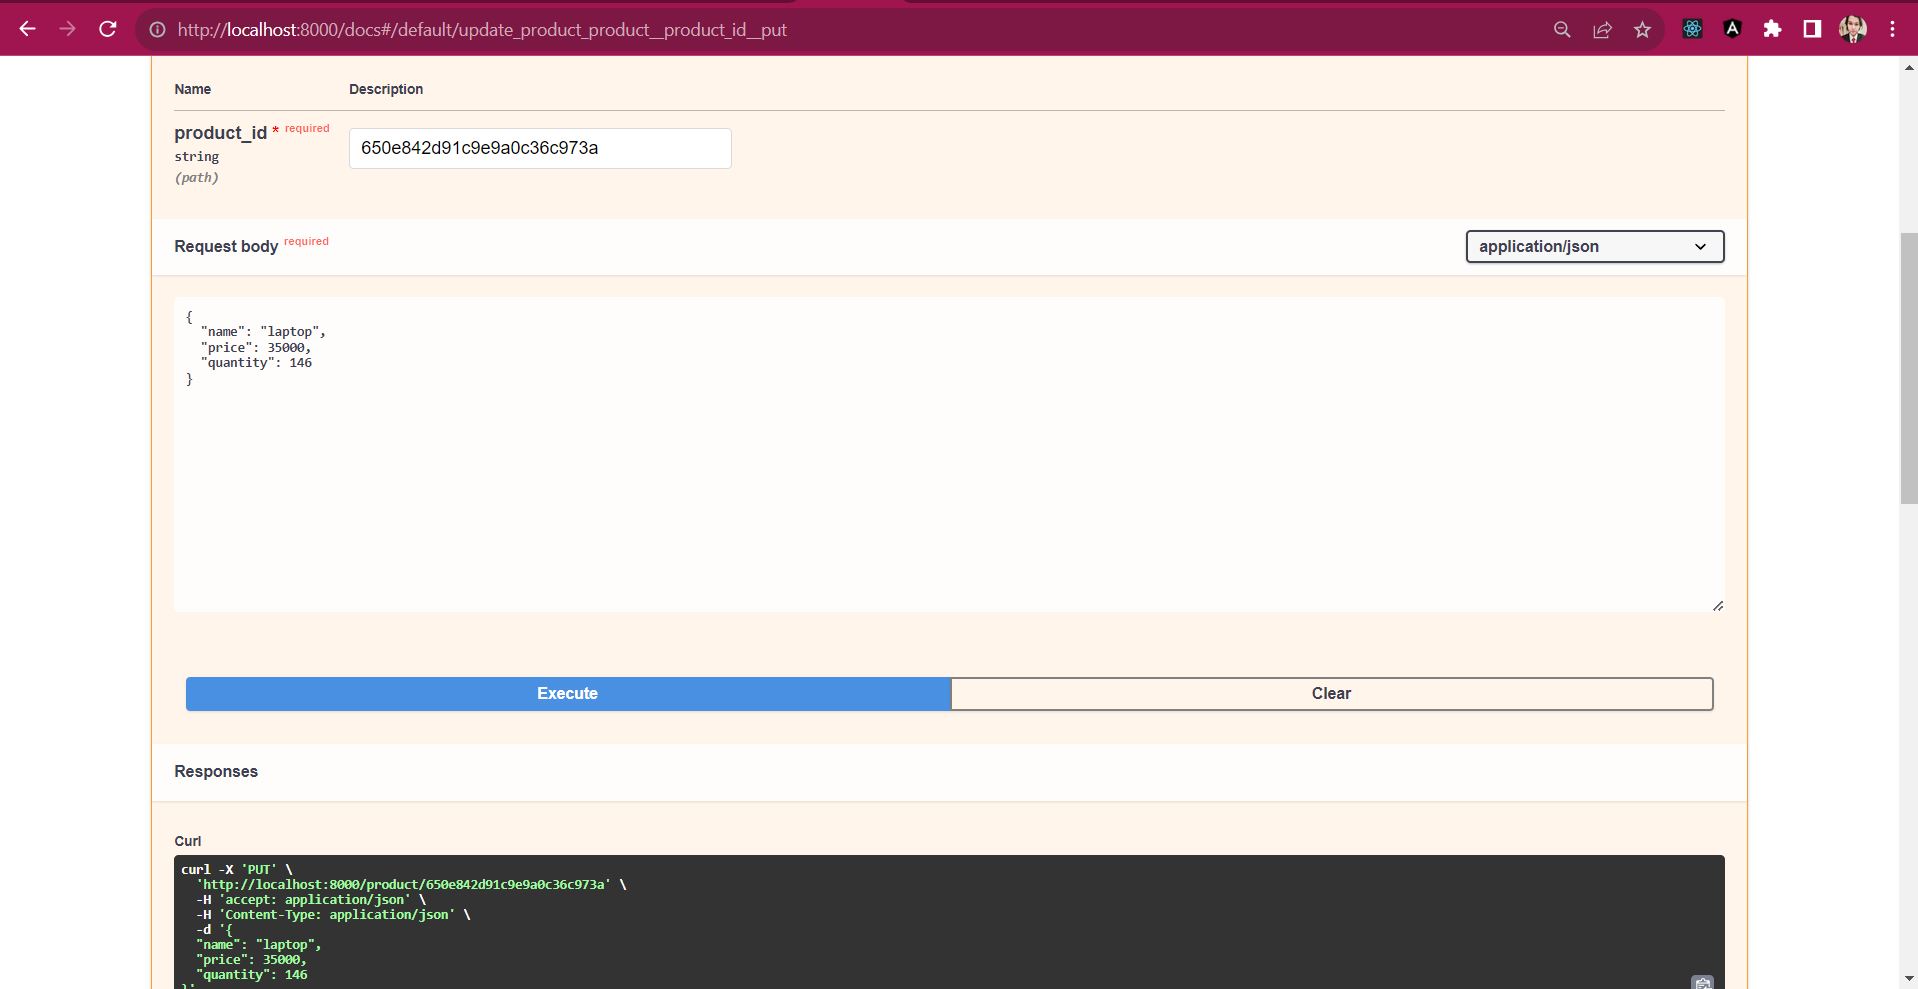 http://localhost:8000/docs#/default/update_product_product__product_id__put
Name Description
product_id * required
string
(path)
650e842d91c9e9a0c36c973a
Request body required
application/json
{
  "name": "laptop",
  "price": 35000,
  "quantity": 146
}
Execute Clear
Responses
Curl
curl -X 'PUT' \
  'http://localhost:8000/product/650e842d91c9e9a0c36c973a' \
  -H 'accept: application/json' \
  -H 'Content-Type: application/json' \
  -d '{
  "name": "laptop",
  "price": 35000,
  "quantity": 146
}'